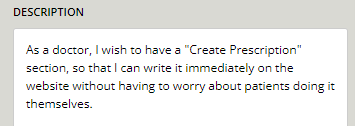 DESCRIPTION
As a doctor, I wish to have a "Create Prescription"
section, so that I can write it immediately on the
website without having to worry about patients doing it
themselves.